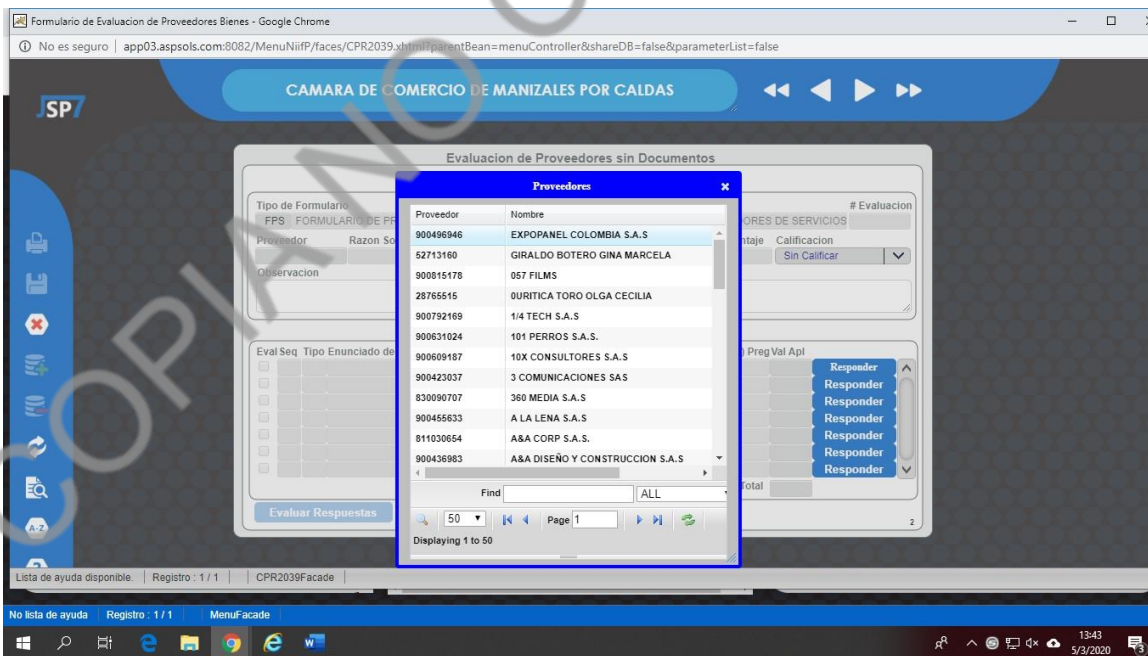 Formulario de Evaluacion de Proveedores Bienes - Google Chrome
No es seguro | app03.aspsols.com:8082/MenuNiifP/faces/CPR2039.xhtml?parentBean=menuController&shareDB=false&parameterList=false
JSP7
CAMARA DE COMERCIO DE MANIZALES POR CALDAS
Evaluacion de Proveedores sin Documentos
Proveedores
Tipo de Formulario
# Evaluacion
FPS FORMULARIO DE PR
ORES DE SERVICIOS
Proveedor Razon So
ntaje Calificacion
Sin Calificar
Observacion
Proveedor Nombre
900496946 EXPOPANEL COLOMBIA S.A.S
52713160 GIRALDO BOTERO GINA MARCELA
900815178 057 FILMS
28765515 0URITICA TORO OLGA CECILIA
900792169 1/4 TECH S.A.S
900631024 101 PERROS S.A.S.
900609187 10X CONSULTORES S.A.S
900423037 3 COMUNICACIONES SAS
830090707 360 MEDIA S.A.S
900455633 A LA LENA S.A.S
811030654 A&A CORP S.A.S.
900436983 A&A DISEÑO Y CONSTRUCCION S.A.S
Eval Seq Tipo Enunciado de
) Preg Val Apl
Responder
Responder
Responder
Responder
Responder
Responder
Responder
Total
Find ALL
50 Page 1
Displaying 1 to 50
Evaluar Respuestas
2
A-Z
Lista de ayuda disponible. | Registro : 1 / 1 | CPR2039Facade
No lista de ayuda Registro : 1 / 1 MenuFacade
13:43
5/3/2020
3
COPIA NO CO